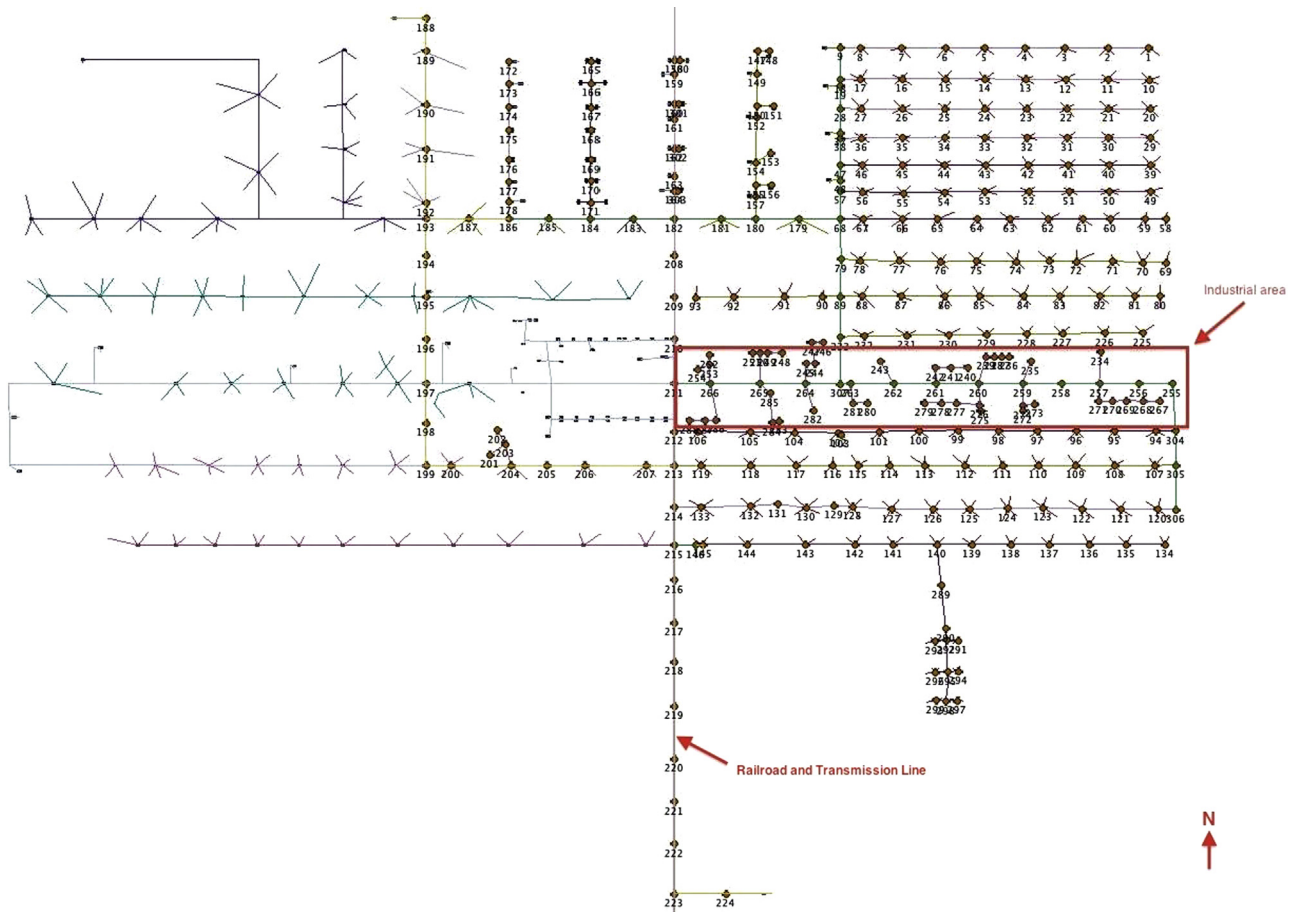 188
189 172 165 159 149 9 8 7 6 5 4 3 2 1
190 173 166 17 16 15 14 13 12 11 10
174 167 161 152 151 28 27 26 25 24 23 22 21 20
175 168 38 36 35 34 33 32 31 30 29
191 176 169 154 153 47 46 45 44 43 42 41 40 39
177 170 163 156
192 178 171 157 57 56 55 54 53 52 51 50 49
193 187 186 185 184 183 182 181 180 179 68 67 66 65 64 63 62 61 60 59 58
194 208 79 78 77 76 75 74 73 72 71 70 69
195 209 93 92 91 90 89 88 87 86 85 84 83 82 81 80
Industrial area
196 210 232 231 230 229 228 227 226 225
248 243 242 241 240 236 235 234
197 211 266 265 264 263 262 261 260 259 258 257 256 255
285 282 281 280 279 278 277 275 273 272 271 270 269 268 267
198 212 106 105 104 101 100 99 98 97 96 95 94 304
203 201
199 200 204 205 206 207 213 119 118 117 116 115 114 113 112 111 110 109 108 107 305
214 133 132 131 130 129 128 127 126 125 124 123 122 121 120 306
215 144 143 142 141 140 139 138 137 136 135 134
216 289
217
291
218 294
219 297
Railroad and Transmission Line
220
221
N
222
223 224